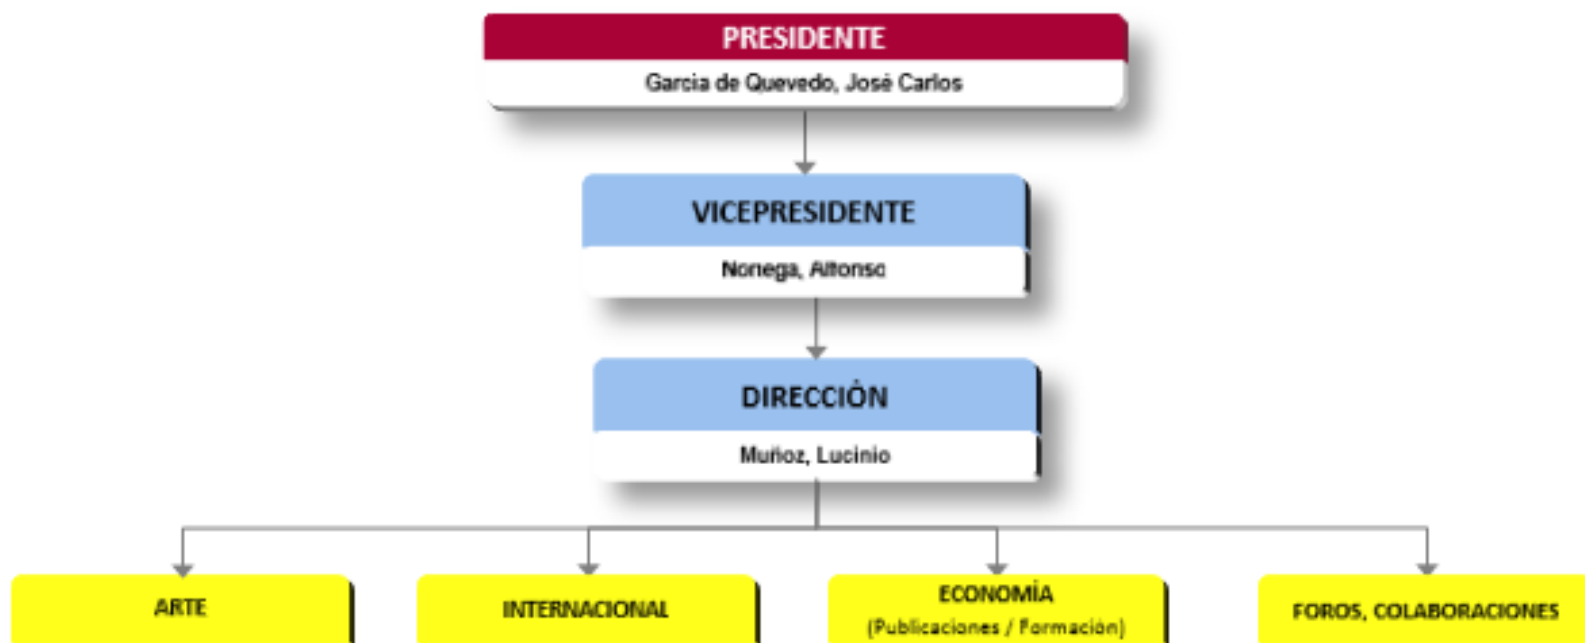 PRESIDENTE
Garcia de Quevedo, José Carlos
VICEPRESIDENTE
Noriega, Alfonso
DIRECCIÓN
Muñoz, Lucinio
ARTE
INTERNACIONAL
ECONOMÍA
(Publicaciones / Formación)
FOROS, COLABORACIONES